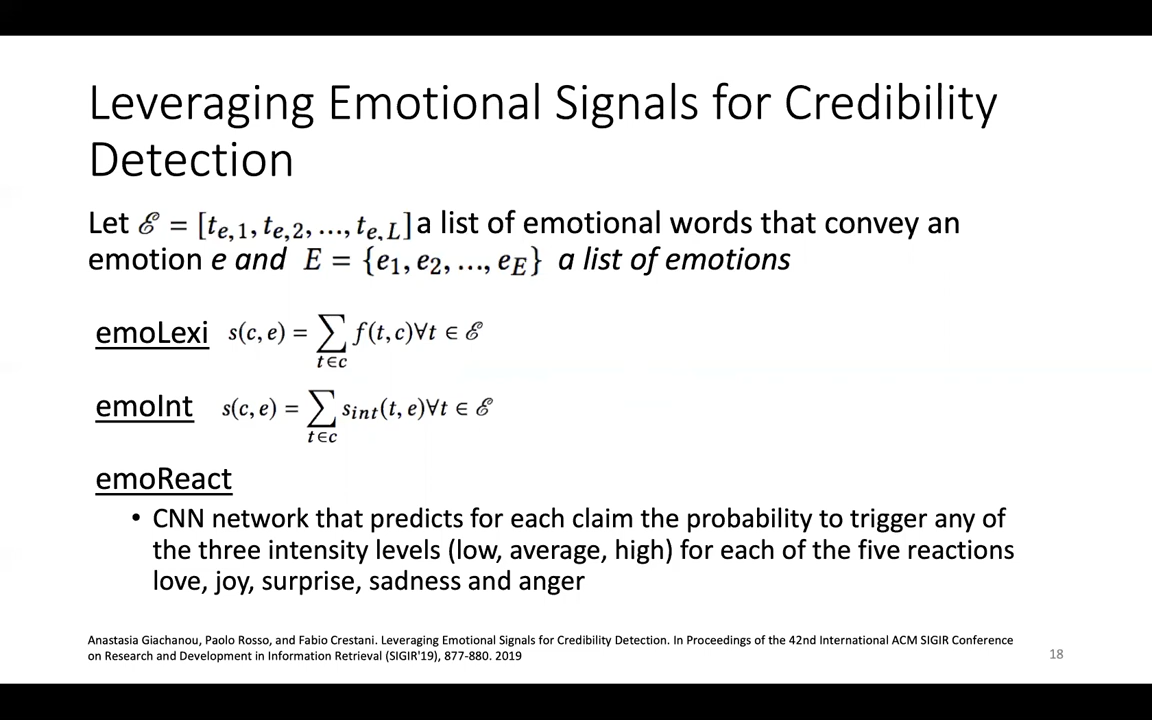 Leveraging Emotional Signals for Credibility
Detection
Let ℰ = [t_{e,1}, t_{e,2}, ..., t_{e,L}] a list of emotional words that convey an
emotion e and E = {e_1, e_2, ..., e_E} a list of emotions
emoLexi s(c, e) = ∑_{t∈c} f(t, c)∀t ∈ ℰ
emoInt s(c, e) = ∑_{t∈c} s_{int}(t, e)∀t ∈ ℰ
emoReact
• CNN network that predicts for each claim the probability to trigger any of
the three intensity levels (low, average, high) for each of the five reactions
love, joy, surprise, sadness and anger
Anastasia Giachanou, Paolo Rosso, and Fabio Crestani. Leveraging Emotional Signals for Credibility Detection. In Proceedings of the 42nd International ACM SIGIR Conference
on Research and Development in Information Retrieval (SIGIR'19), 877-880. 2019
18